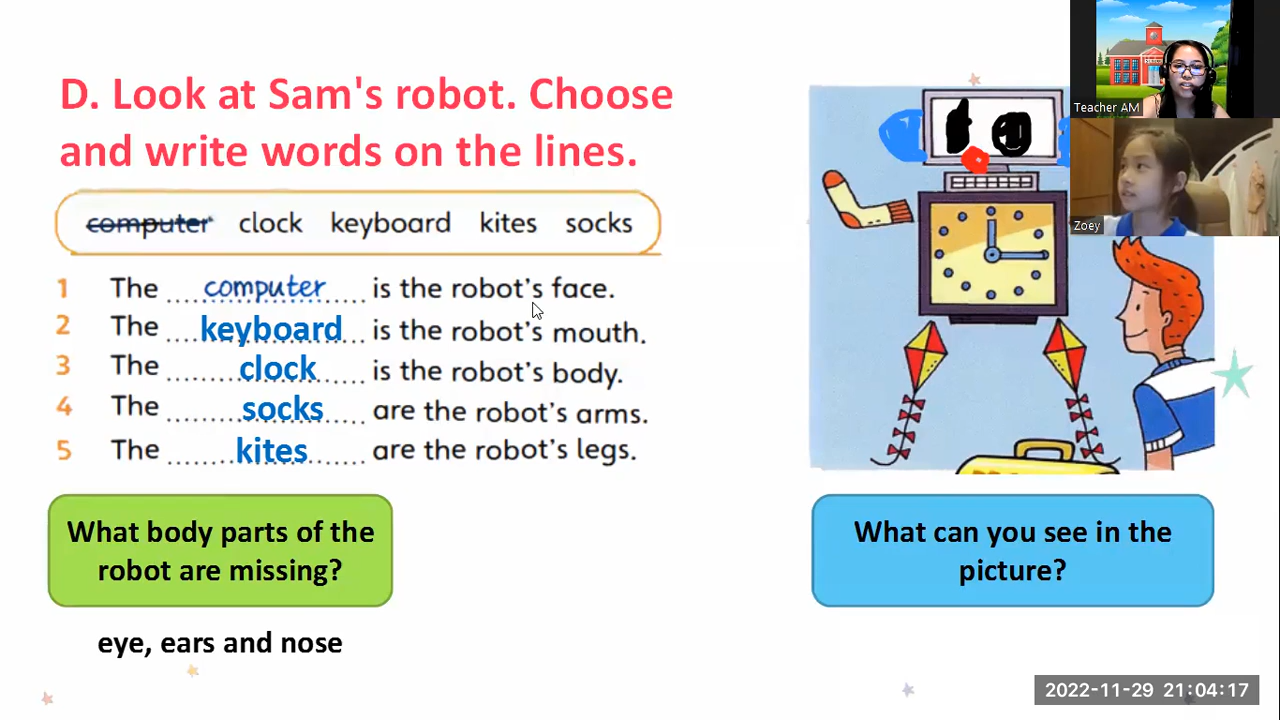 D. Look at Sam's robot. Choose
and write words on the lines.
computer clock keyboard kites socks
1 The computer is the robot's face.
2 The keyboard is the robot's mouth.
3 The clock is the robot's body.
4 The socks are the robot's arms.
5 The kites are the robot's legs.
What body parts of the
robot are missing?
eye, ears and nose
What can you see in the
picture?
Teacher AM
Zoey
2022-11-29 21:04:17